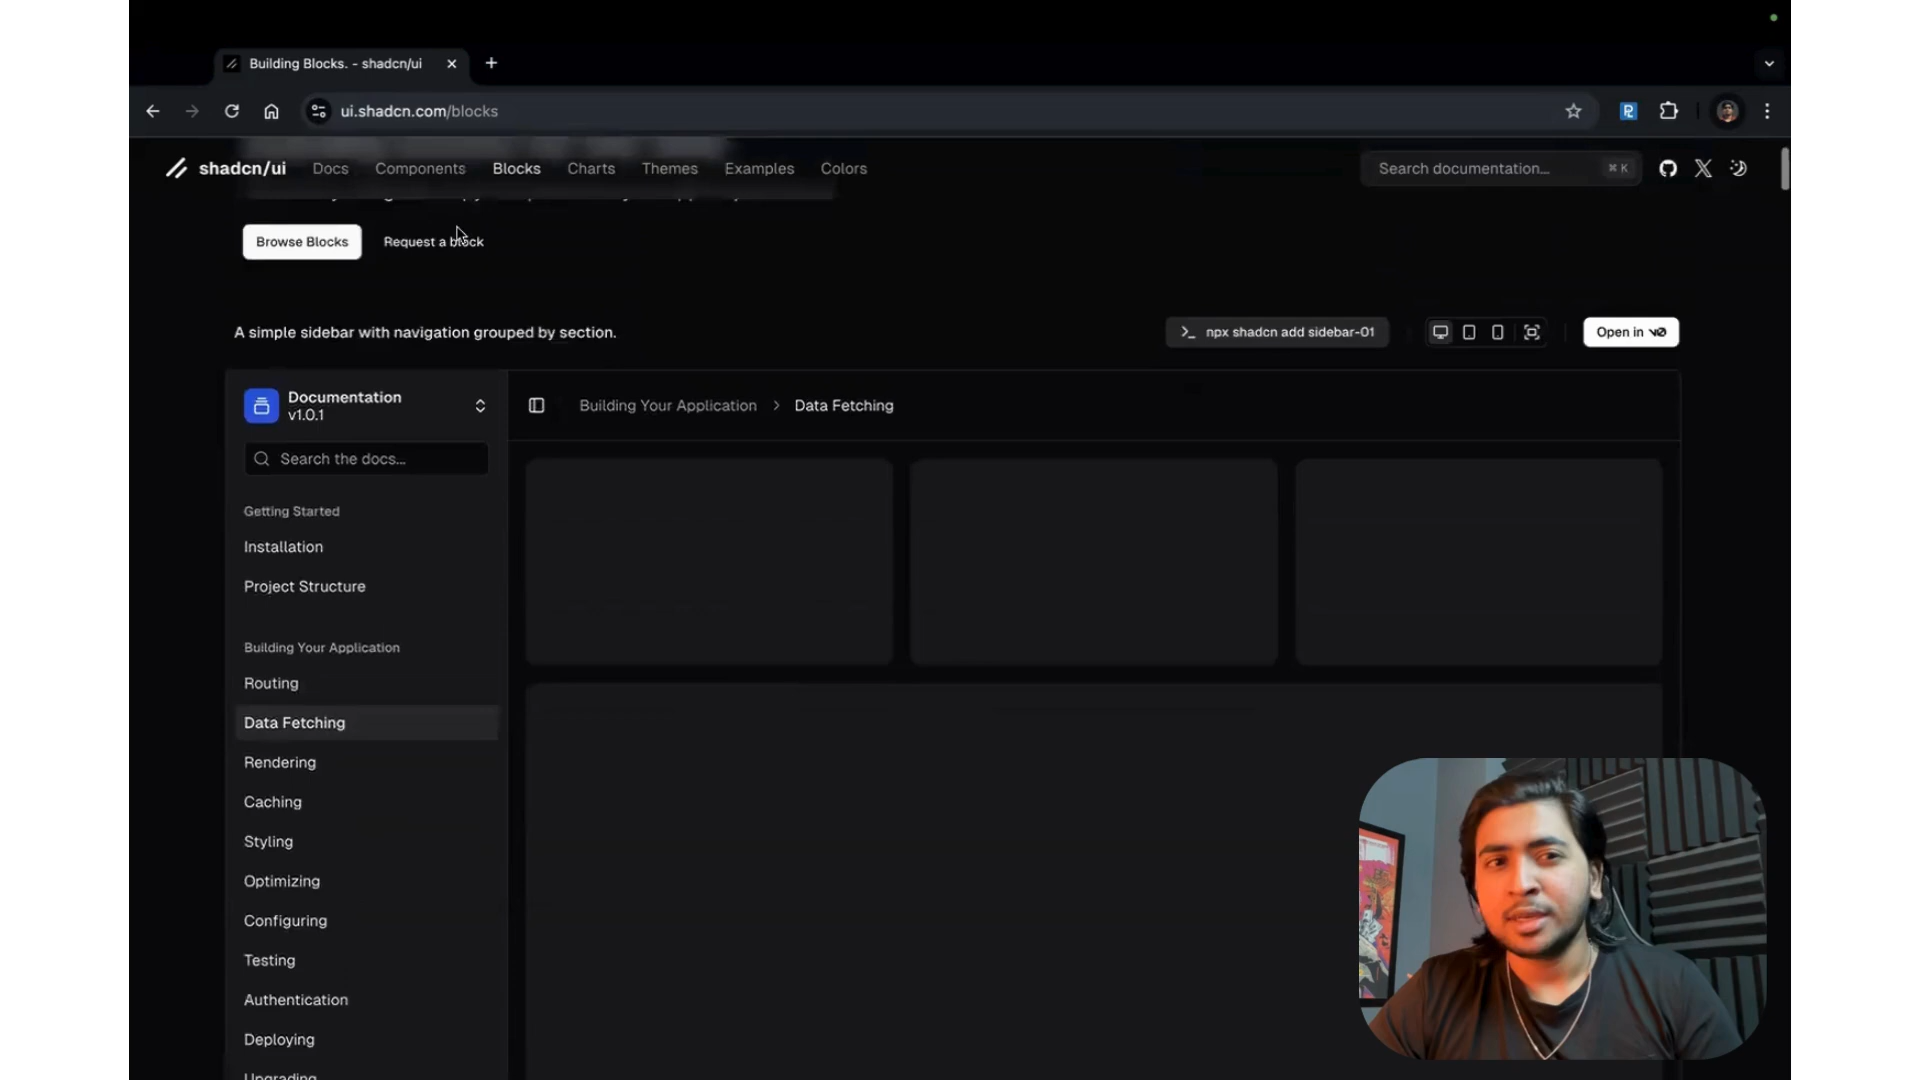 Building Blocks. - shadcn/ui
ui.shadcn.com/blocks
shadcn/ui Docs Components Blocks Charts Themes Examples Colors Search documentation... ⌘ K
Browse Blocks Request a block
A simple sidebar with navigation grouped by section. npx shadcn add sidebar-01 Open in v0
Documentation
v1.0.1
Building Your Application > Data Fetching
Search the docs...
Getting Started
Installation
Project Structure
Building Your Application
Routing
Data Fetching
Rendering
Caching
Styling
Optimizing
Configuring
Testing
Authentication
Deploying
Upgrading